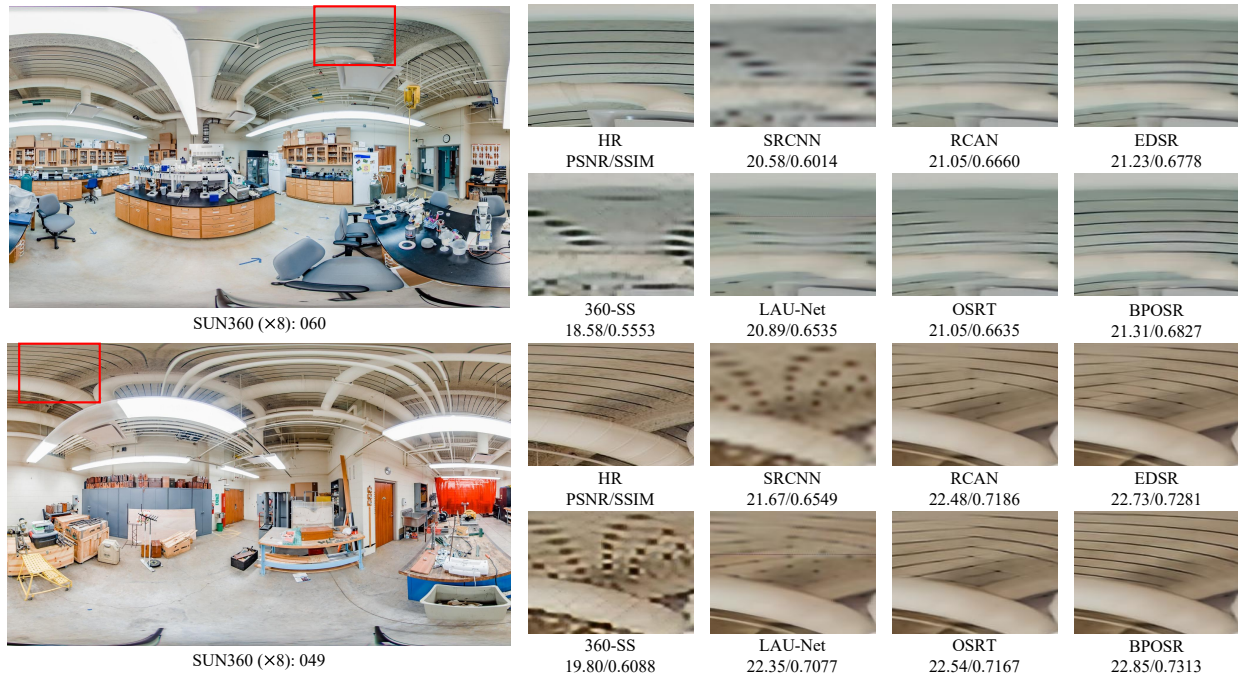 HR SRCNN RCAN EDSR
PSNR/SSIM 20.58/0.6014 21.05/0.6660 21.23/0.6778
360-SS LAU-Net OSRT BPOSR
18.58/0.5553 20.89/0.6535 21.05/0.6635 21.31/0.6827
SUN360 (×8): 060
HR SRCNN RCAN EDSR
PSNR/SSIM 21.67/0.6549 22.48/0.7186 22.73/0.7281
360-SS LAU-Net OSRT BPOSR
19.80/0.6088 22.35/0.7077 22.54/0.7167 22.85/0.7313
SUN360 (×8): 049